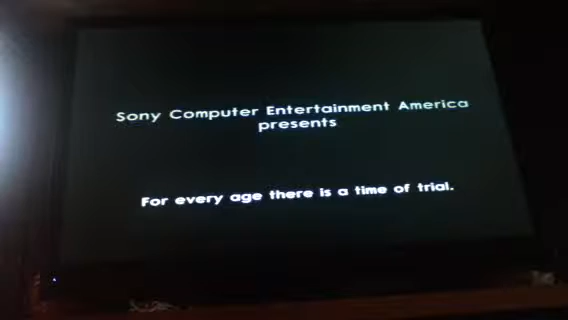 Sony Computer Entertainment America
presents
For every age there is a time of trial.